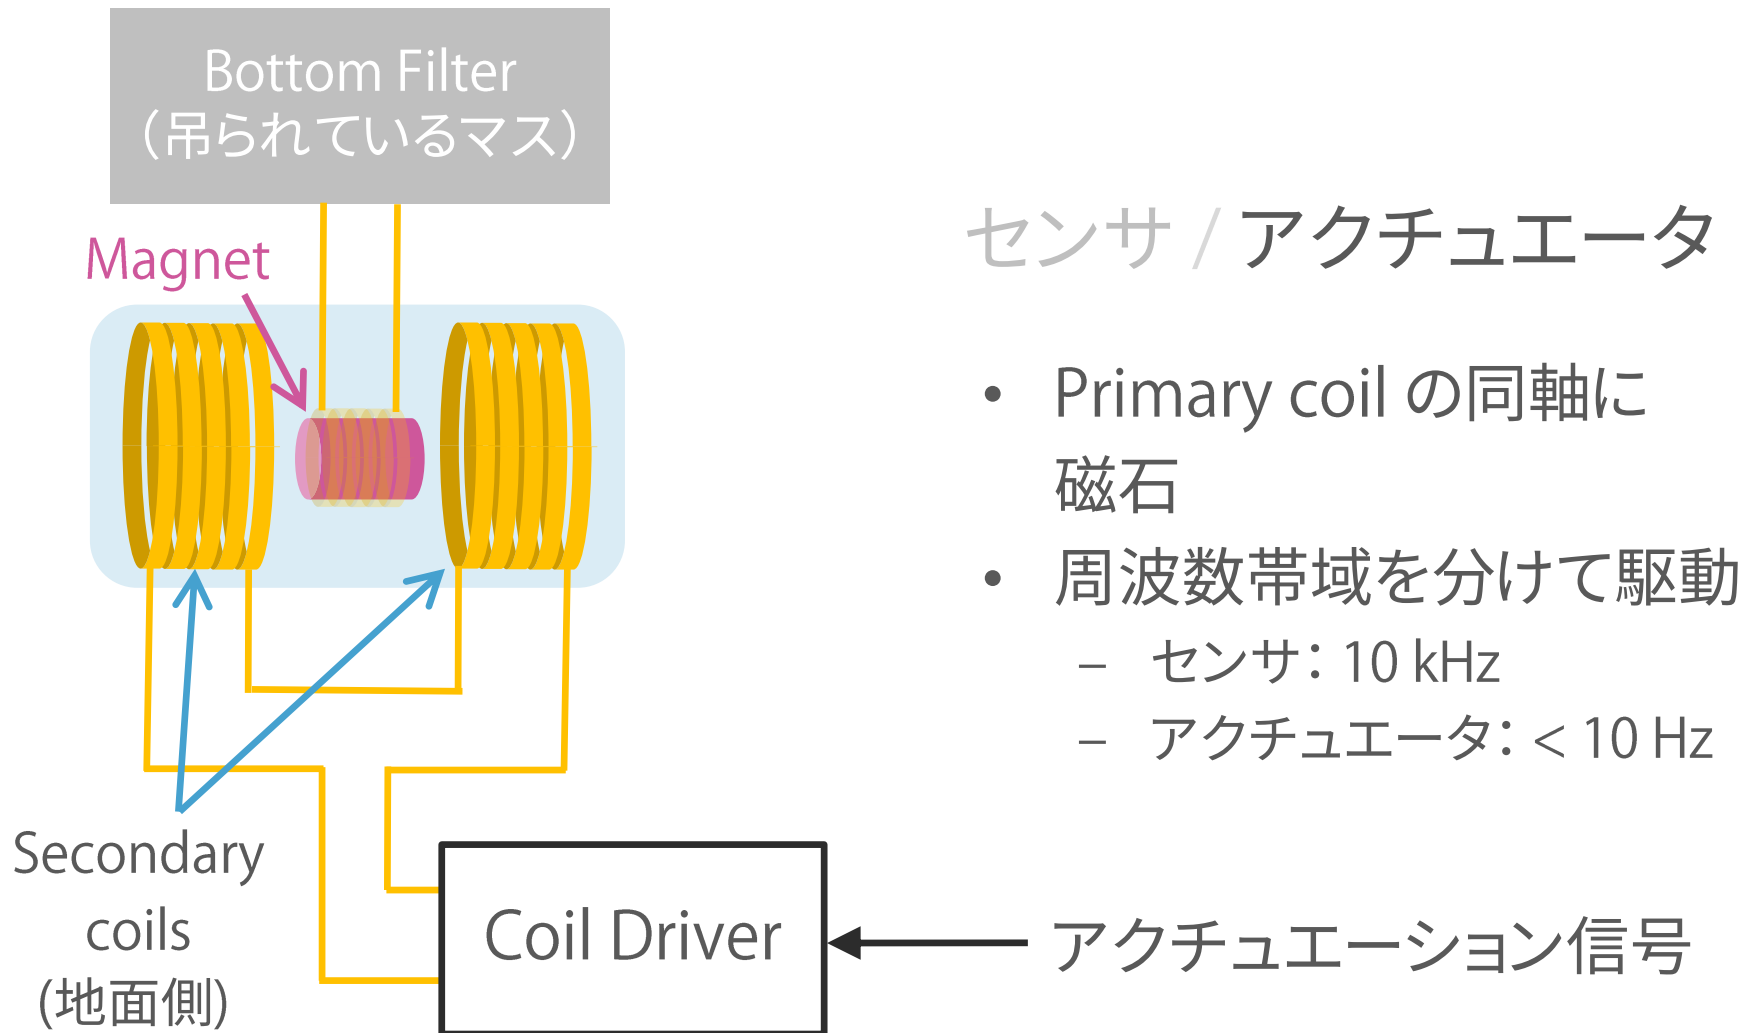 Bottom Filter
（吊られているマス）
Magnet
センサ / アクチュエータ
• Primary coil の同軸に
磁石
• 周波数帯域を分けて駆動
– センサ： 10 kHz
– アクチュエータ： < 10 Hz
Secondary
coils
(地面側)
Coil Driver
アクチュエーション信号